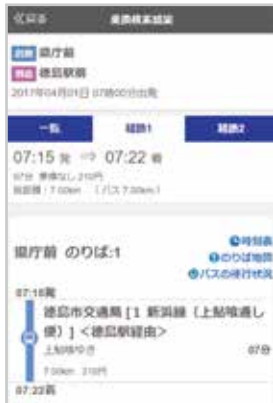 戻る 乗換検索結果
出発 県庁前
到着 徳島駅前
2017年04月01日 07時00分出発
一覧 経路1 経路2
07:15 発 ⇒ 07:22 着
07分 乗換なし 210円
総距離:7.00km (バス 7.00km)
県庁前 のりば:1
時刻表
のりば地図
バスの運行状況
07:15発
徳島市交通局 [1 新浜線(上鮎喰通し
便)] <徳島駅経由>
上鮎喰ゆき 07分
7.00km 210円
07:22着